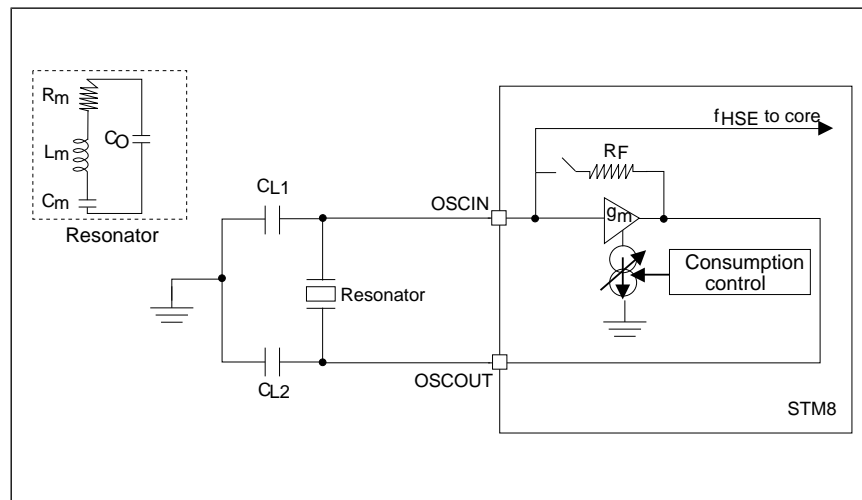 Rm
Lm
Cm
CO
Resonator
CL1
CL2
Resonator
OSCIN
OSCOUT
fHSE to core
RF
gm
Consumption
control
STM8